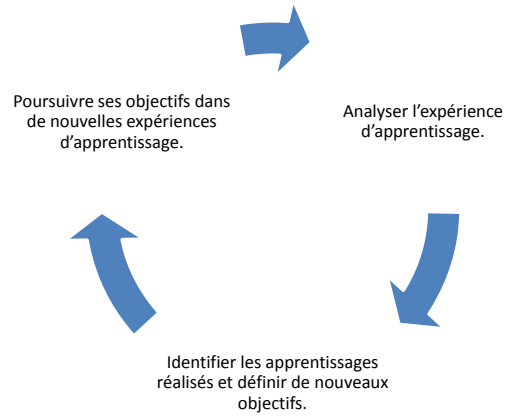 Poursuivre ses objectifs dans
de nouvelles expériences
d’apprentissage.
Analyser l’expérience
d’apprentissage.
Identifier les apprentissages
réalisés et définir de nouveaux
objectifs.